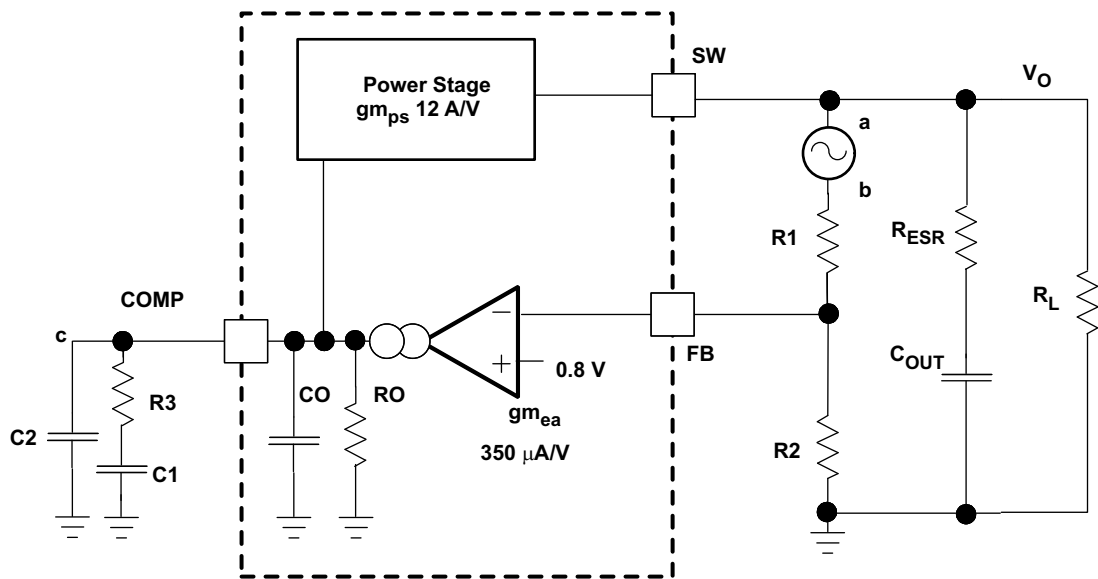 SW
Power Stage
gmps 12 A/V
VO
a
b
R1
RESR
RL
COMP
c
FB
0.8 V
CO
RO
COUT
R3
gmea
350 μA/V
C2
C1
R2